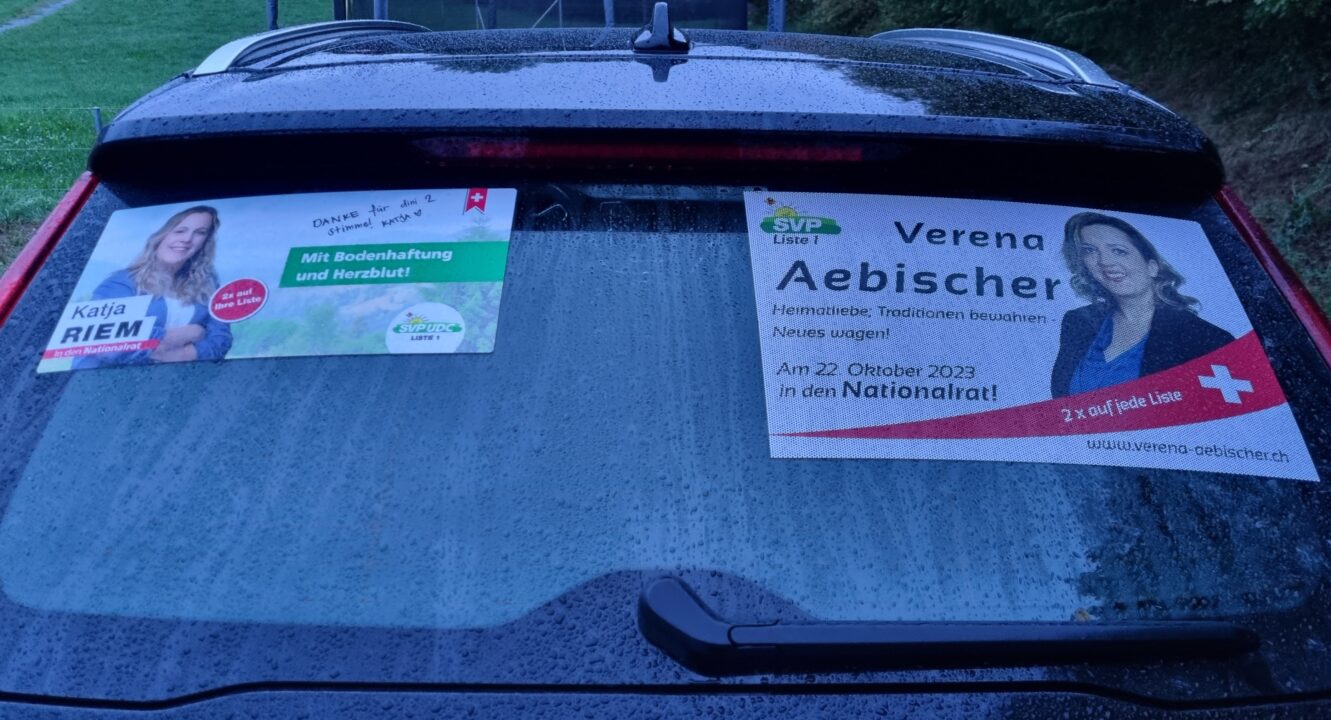 DANKE für dini 2
Stimme! Katja
Mit Bodenhaftung
und Herzblut!
2x auf
Ihre Liste
Katja
RIEM
in den Nationalrat
SVP UDC
LISTE 1
SVP
Liste 1
Verena
Aebischer
Heimatliebe, Traditionen bewahren -
Neues wagen!
Am 22. Oktober 2023
in den Nationalrat!
2 x auf jede Liste
www.verena-aebischer.ch